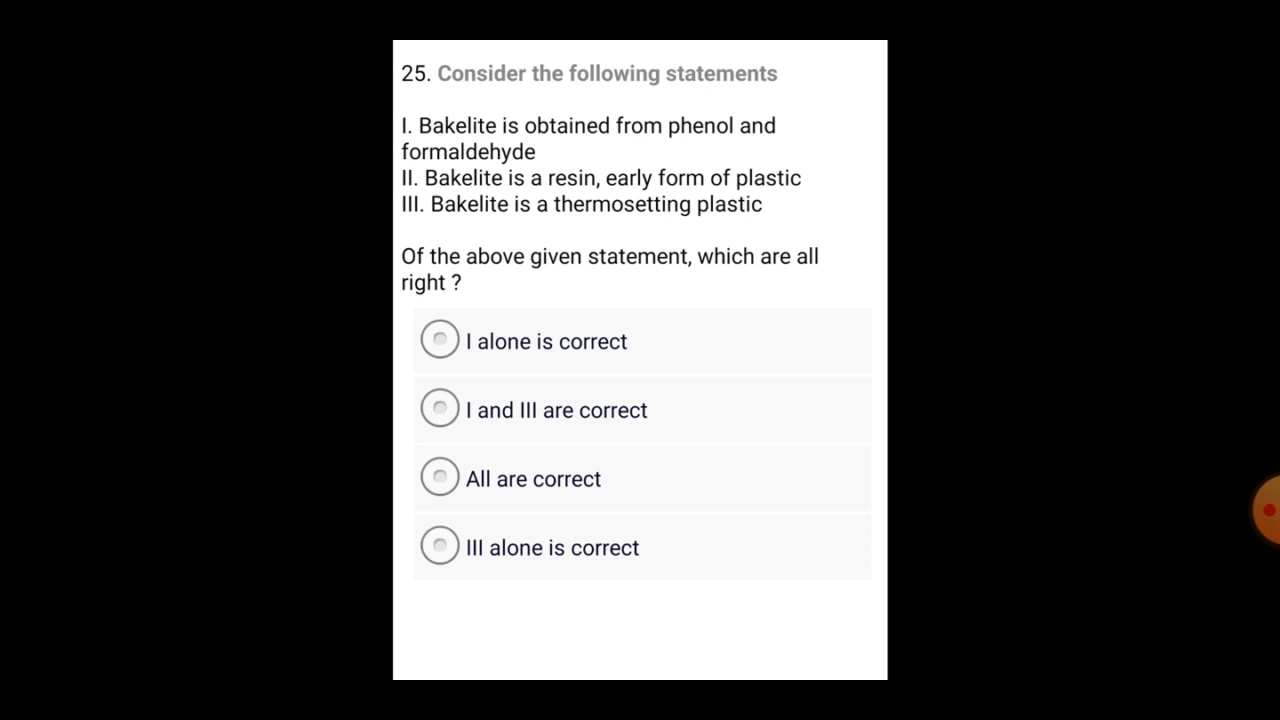 25. Consider the following statements
I. Bakelite is obtained from phenol and
formaldehyde
II. Bakelite is a resin, early form of plastic
III. Bakelite is a thermosetting plastic
Of the above given statement, which are all
right ?
I alone is correct
I and III are correct
All are correct
III alone is correct